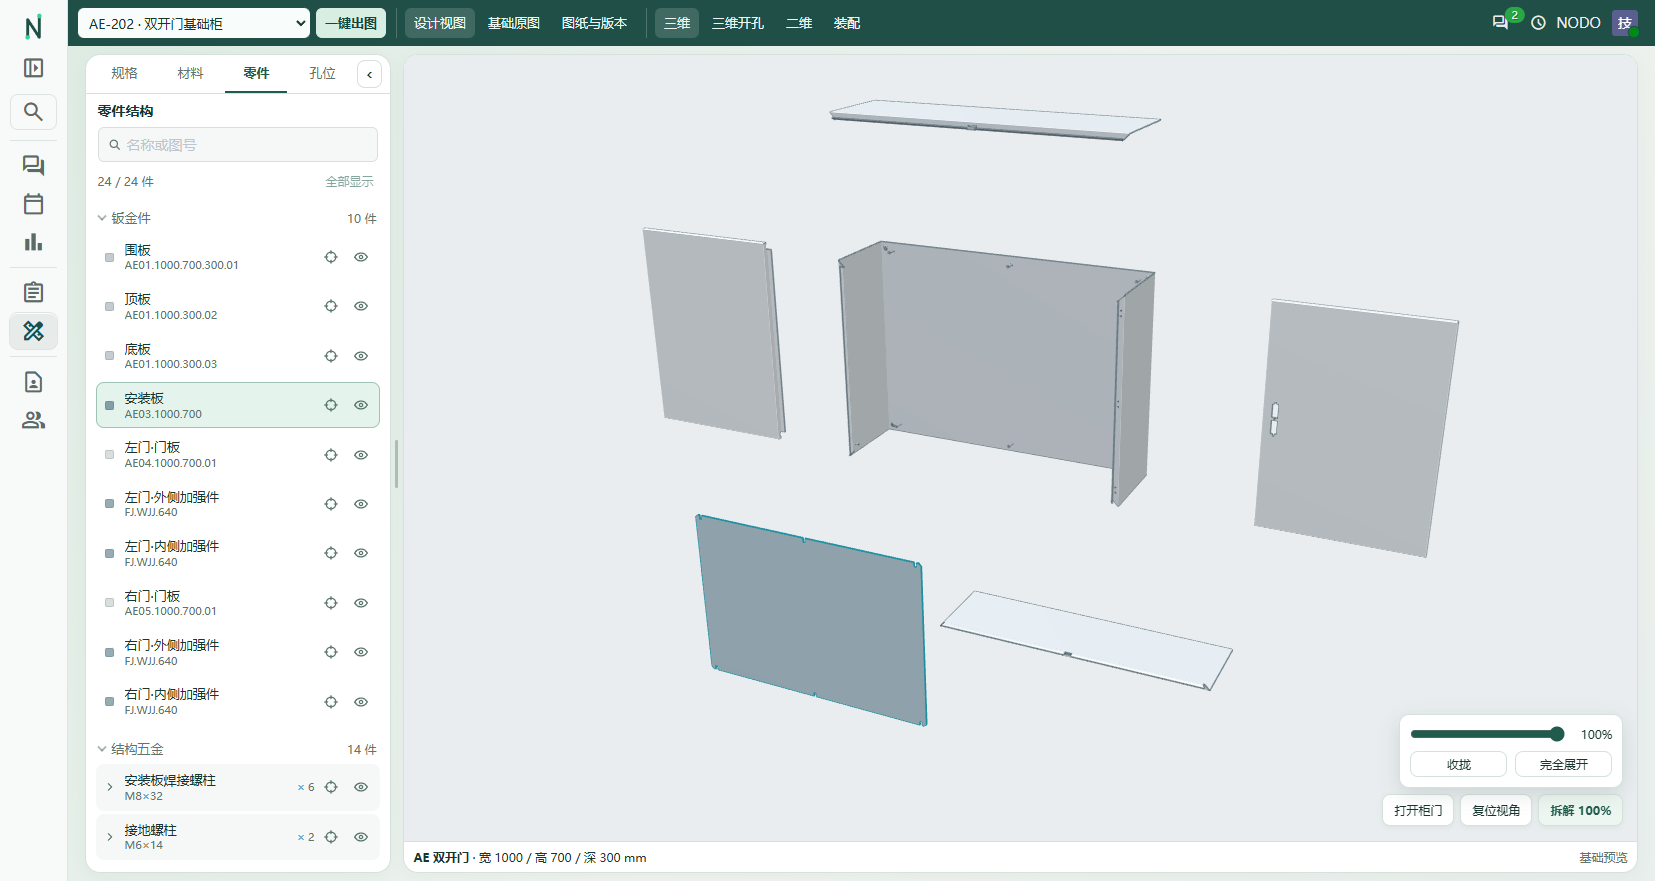 AE-202 · 双开门基础柜
一键出图
设计视图
基础原图
图纸与版本
三维
三维开孔
二维
装配
2
NODO
技
规格
材料
零件
孔位
零件结构
名称或图号
24 / 24 件
全部显示
钣金件
10 件
围板
AE01.1000.700.300.01
顶板
AE01.1000.300.02
底板
AE01.1000.300.03
安装板
AE03.1000.700
左门·门板
AE04.1000.700.01
左门·外侧加强件
FJ.WJJ.640
左门·内侧加强件
FJ.WJJ.640
右门·门板
AE05.1000.700.01
右门·外侧加强件
FJ.WJJ.640
右门·内侧加强件
FJ.WJJ.640
结构五金
14 件
安装板焊接螺柱
M8×32
× 6
接地螺柱
M6×14
× 2
100%
收拢
完全展开
打开柜门
复位视角
拆解 100%
AE 双开门 · 宽 1000 / 高 700 / 深 300 mm
基础预览